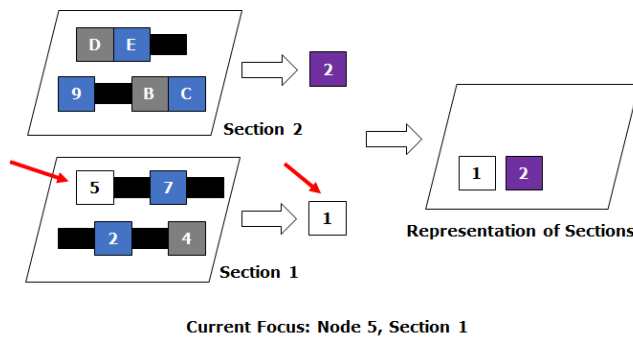 D E
2
9 B C
Section 2
5 7
1 2
1
2 4
Representation of Sections
Section 1
Current Focus: Node 5, Section 1